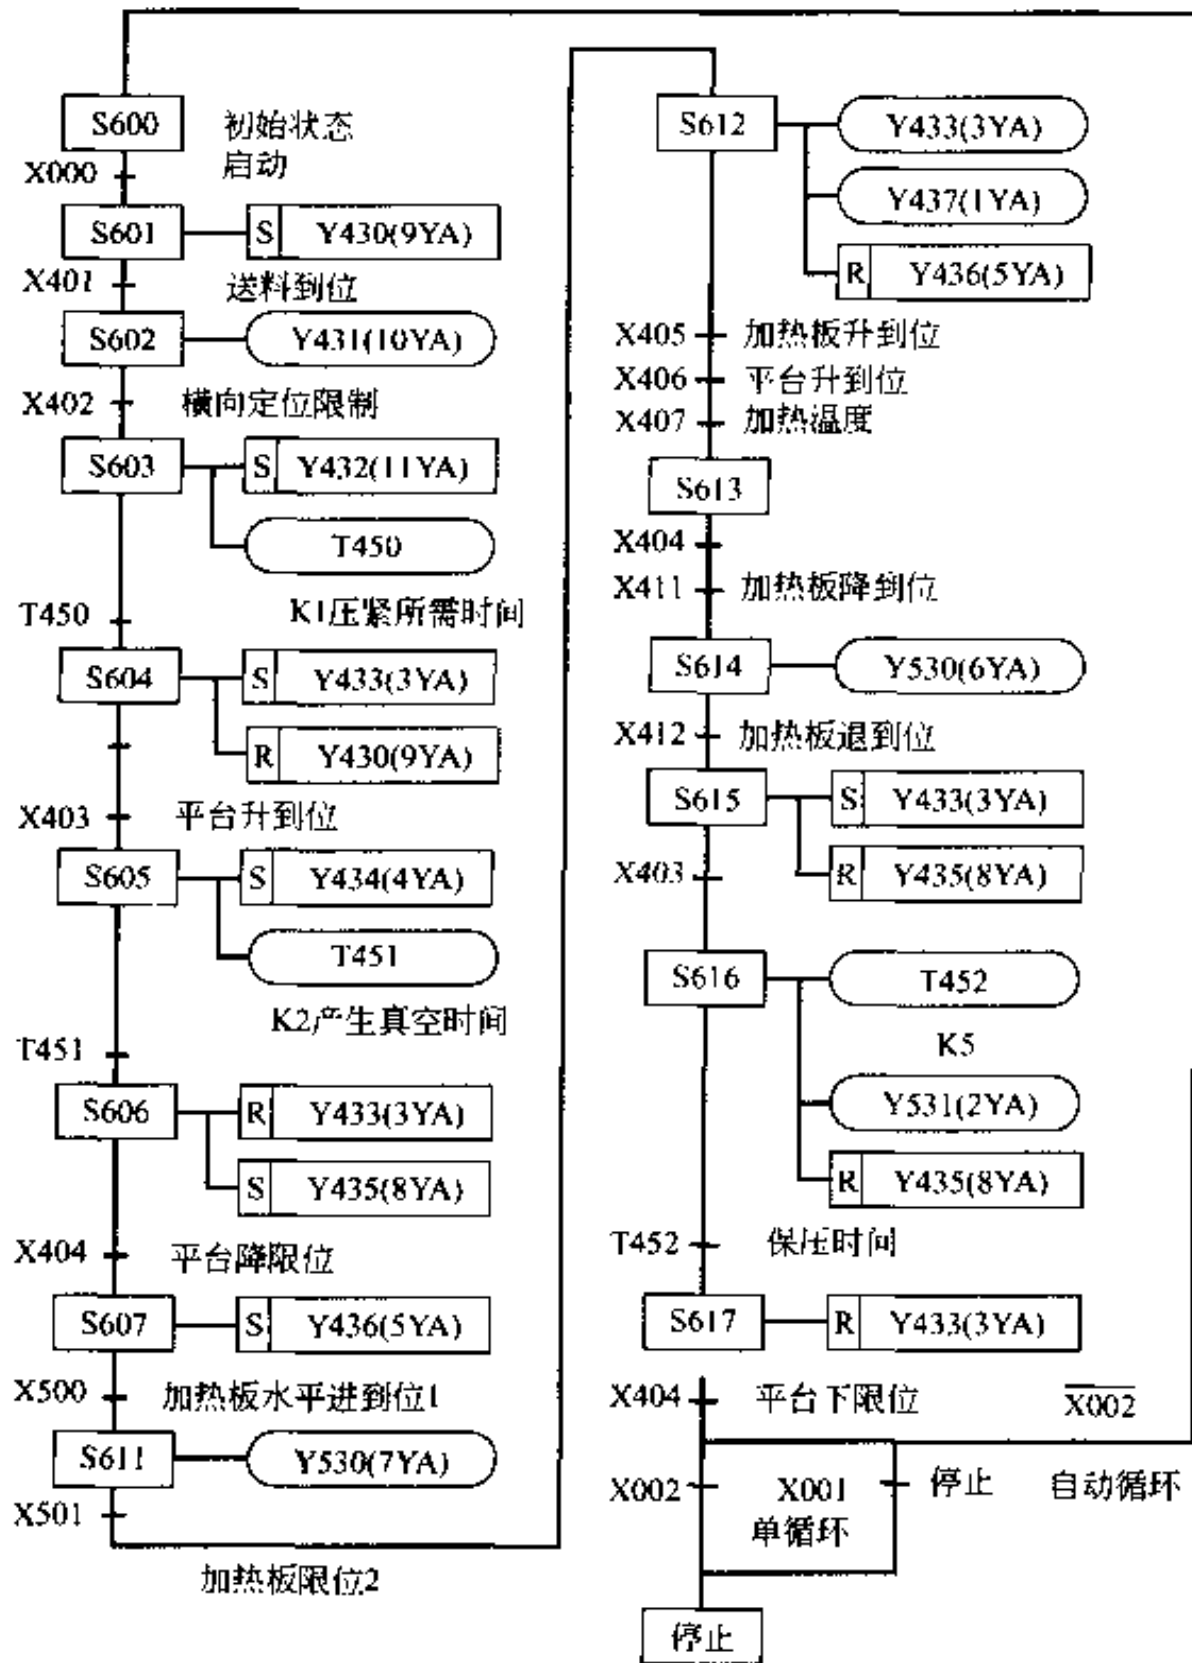 S600
初始状态
启动
X000
S601
S Y430(9YA)
X401
送料到位
S602
Y431(10YA)
X402
横向定位限制
S603
S Y432(11YA)
T450
K1压紧所需时间
T450
S604
S Y433(3YA)
R Y430(9YA)
X403
平台升到位
S605
S Y434(4YA)
T451
K2产生真空时间
T451
S606
R Y433(3YA)
S Y435(8YA)
X404
平台降限位
S607
S Y436(5YA)
X500
加热板水平进到位1
S611
Y530(7YA)
X501
加热板限位2
S612
Y433(3YA)
Y437(1YA)
R Y436(5YA)
X405 加热板升到位
X406 平台升到位
X407 加热温度
S613
X404
X411 加热板降到位
S614
Y530(6YA)
X412 加热板退到位
S615
S Y433(3YA)
R Y435(8YA)
X403
S616
T452
K5
Y531(2YA)
R Y435(8YA)
T452
保压时间
S617
R Y433(3YA)
X404 平台下限位
X002
X002
X001
单循环
停止
自动循环
停止